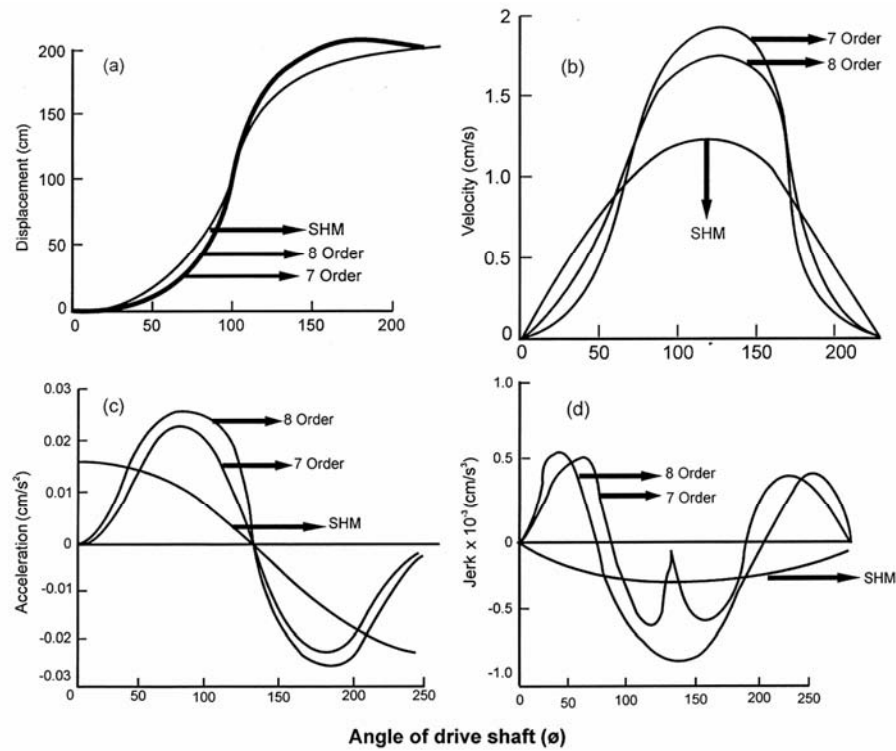 (a)
Displacement (cm)
200
150
100
50
0
0 50 100 150 200
SHM
8 Order
7 Order
(b)
Velocity (cm/s)
2
1.5
1
0.5
0
0 50 100 150 200
7 Order
8 Order
SHM
(c)
Acceleration (cm/s²)
0.03
0.02
0.01
0
-0.01
-0.02
-0.03
0 50 100 150 200 250
8 Order
7 Order
SHM
(d)
Jerk x 10⁻³ (cm/s³)
1.0
0.5
0
-0.5
-1.0
0 50 100 150 200 250
8 Order
7 Order
SHM
Angle of drive shaft (ø)